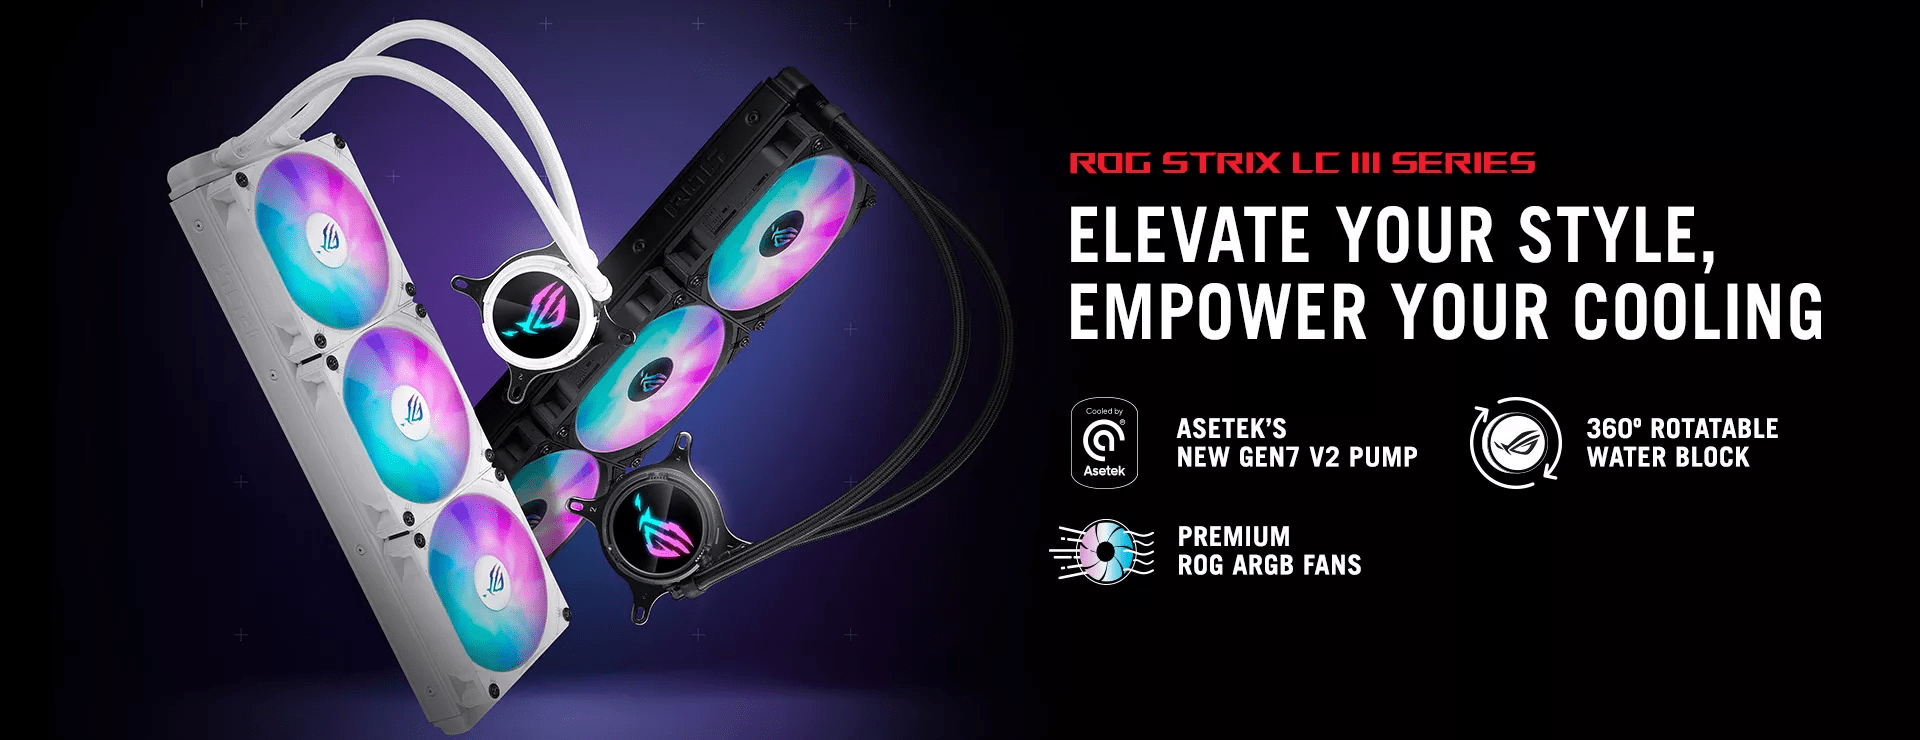 ROG STRIX LC III SERIES
ELEVATE YOUR STYLE,
EMPOWER YOUR COOLING
Cooled by
®
Asetek
ASETEK'S
NEW GEN7 V2 PUMP
360º ROTATABLE
WATER BLOCK
PREMIUM
ROG ARGB FANS